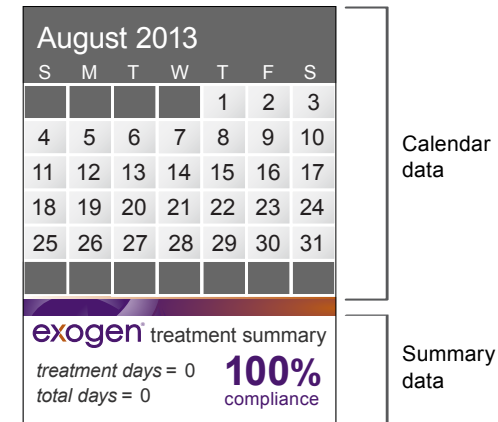 August 2013
S M T W T F S
1 2 3
4 5 6 7 8 9 10
11 12 13 14 15 16 17
18 19 20 21 22 23 24
25 26 27 28 29 30 31
Calendar
data
exogen® treatment summary
treatment days = 0
total days = 0
100%
compliance
Summary
data